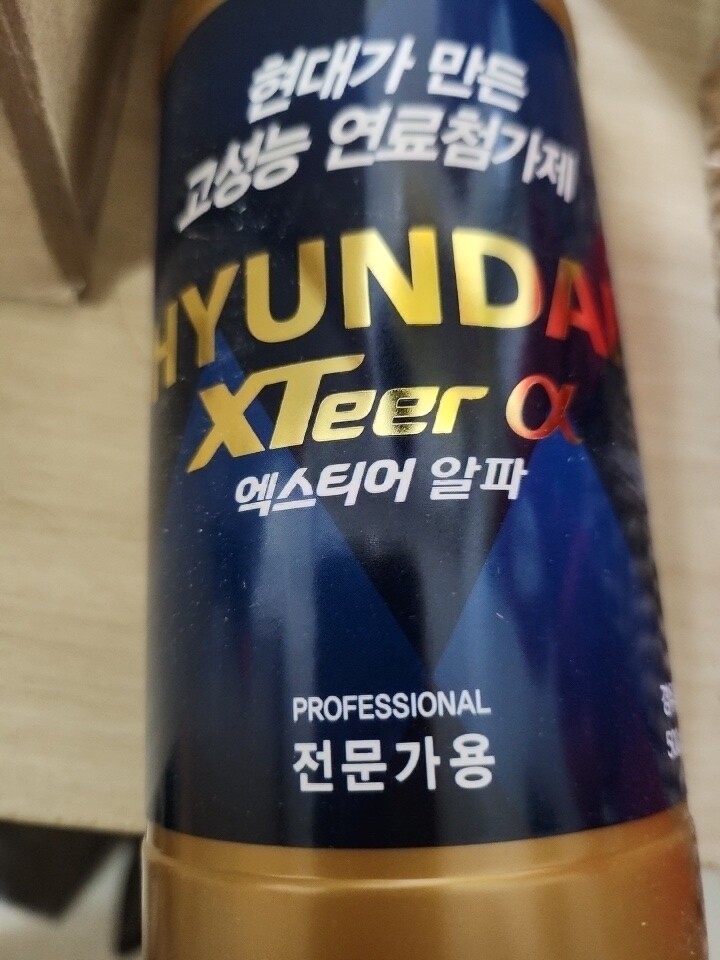 현대가 만든
고성능 연료첨가제
HYUNDAI
XTeer α
엑스티어 알파
PROFESSIONAL
전문가용